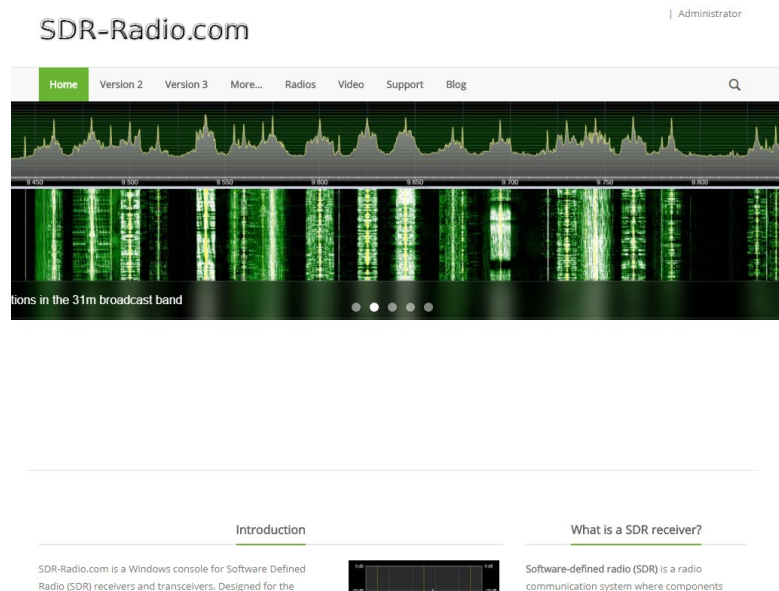 | Administrator
SDR-Radio.com
Home Version 2 Version 3 More... Radios Video Support Blog
9.450 9.500 9.550 9.600 9.650 9.700 9.750 9.800
tions in the 31m broadcast band
Introduction
SDR-Radio.com is a Windows console for Software Defined
Radio (SDR) receivers and transceivers. Designed for the
What is a SDR receiver?
Software-defined radio (SDR) is a radio
communication system where components